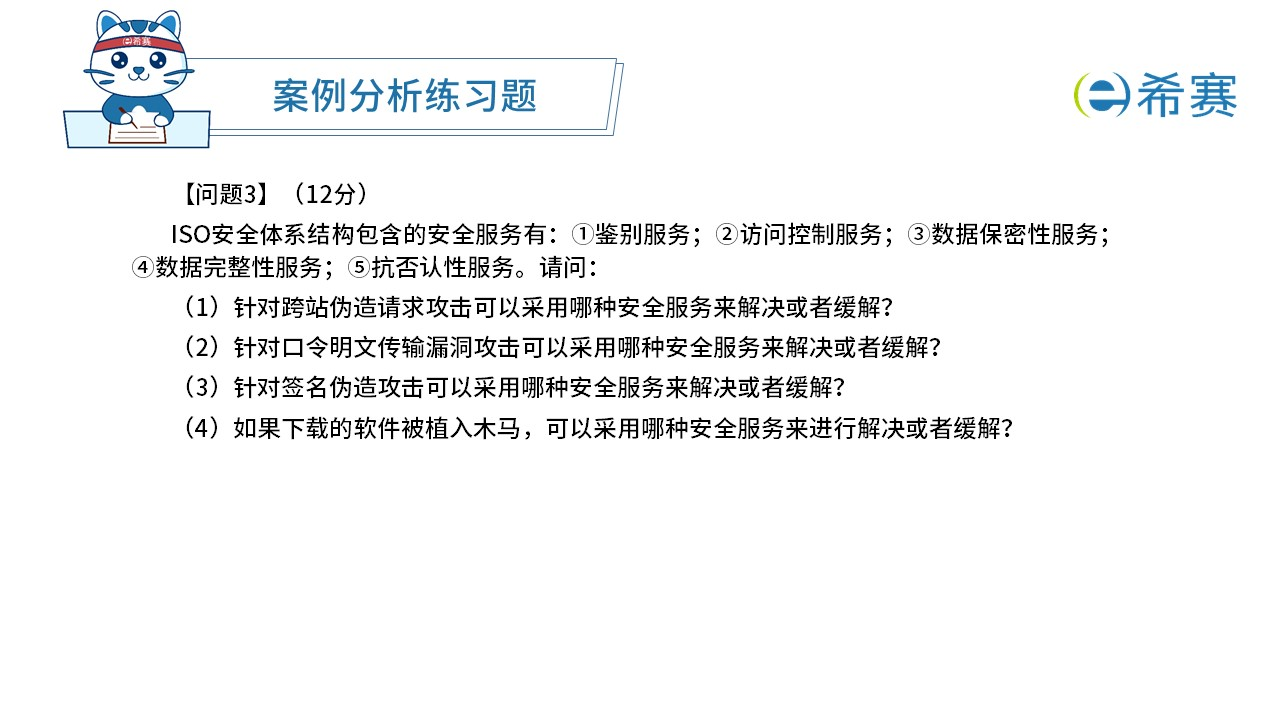 希赛
案例分析练习题
希赛
【问题3】（12分）
ISO安全体系结构包含的安全服务有：①鉴别服务；②访问控制服务；③数据保密性服务；
④数据完整性服务；⑤抗否认性服务。请问：
（1）针对跨站伪造请求攻击可以采用哪种安全服务来解决或者缓解？
（2）针对口令明文传输漏洞攻击可以采用哪种安全服务来解决或者缓解？
（3）针对签名伪造攻击可以采用哪种安全服务来解决或者缓解？
（4）如果下载的软件被植入木马，可以采用哪种安全服务来进行解决或者缓解？